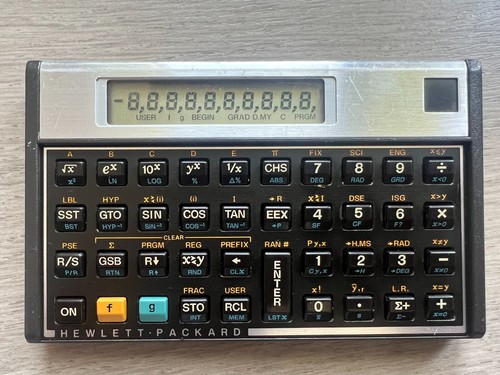 -8,8,8,8,8,8,8,8,8,8,
USER f g BEGIN GRAD D.MY C PRGM
A B C D E π FIX SCI ENG x≤y
√x eˣ 10ˣ yˣ 1/x CHS 7 8 9 ÷
x² LN LOG % Δ% ABS DEG RAD GRD x<0
LBL HYP x≷(i) (i) I →R x≷ DSE ISG x>y
SST GTO SIN COS TAN EEX 4 5 6 ×
BST HYP⁻¹ SIN⁻¹ COS⁻¹ TAN⁻¹ →P SF CF F? x>0
CLEAR
PSE Σ PRGM REG PREFIX RAN # Py,x →H.MS →RAD x≠y
R/S GSB R↓ x≷y ← ENTER 1 2 3 −
P/R RTN R↑ RND CLx Cy,x →H →DEG x≠0
FRAC USER x! ŷ,r L.R. x=y
ON f g STO RCL 0 · Σ+ +
INT MEM LST x x̄ s Σ− x=0
HEWLETT·PACKARD